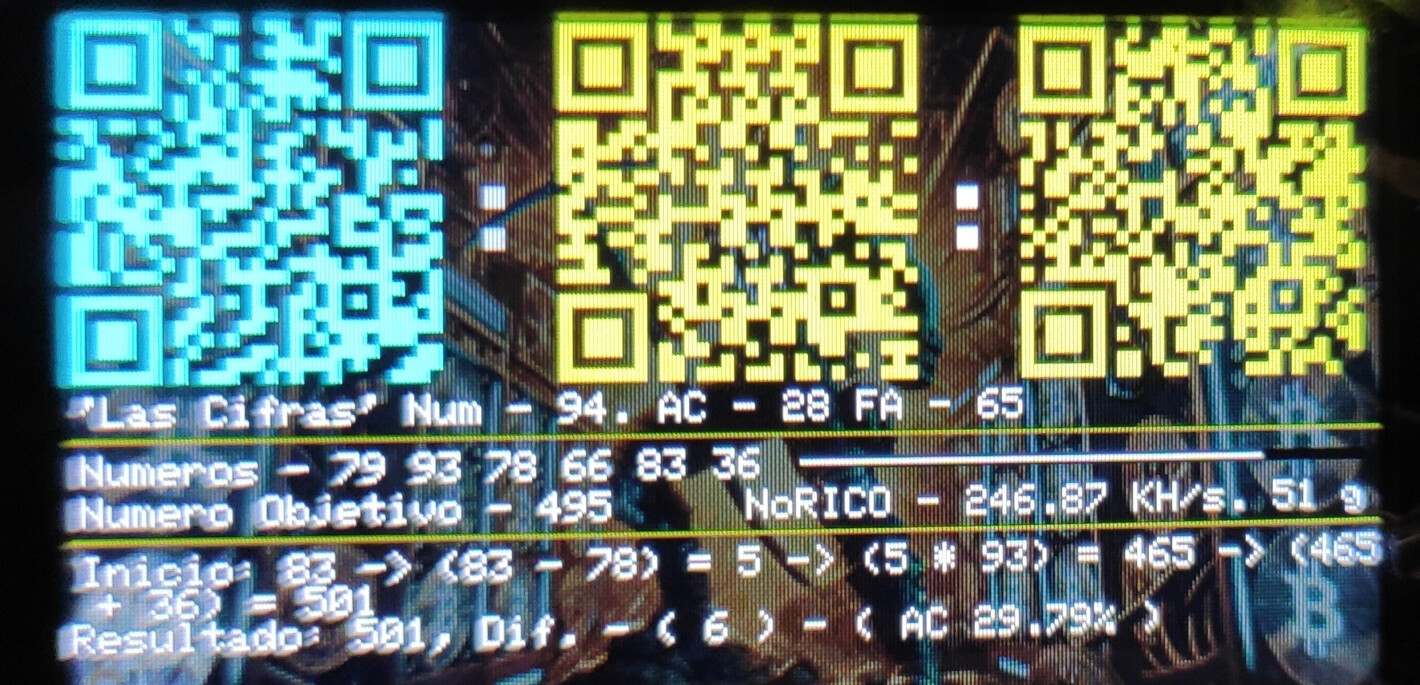 "Las Cifras" Num - 94. AC - 28 FA - 65
Numeros - 79 93 78 66 83 36
Numero Objetivo - 495 NoRICO - 246.87 KH/s. 51 g
Inicio: 83 -> (83 - 78) = 5 -> (5 * 93) = 465 -> (465
+ 36) = 501
Resultado: 501, Dif. - ( 6 ) - ( AC 29.79% )